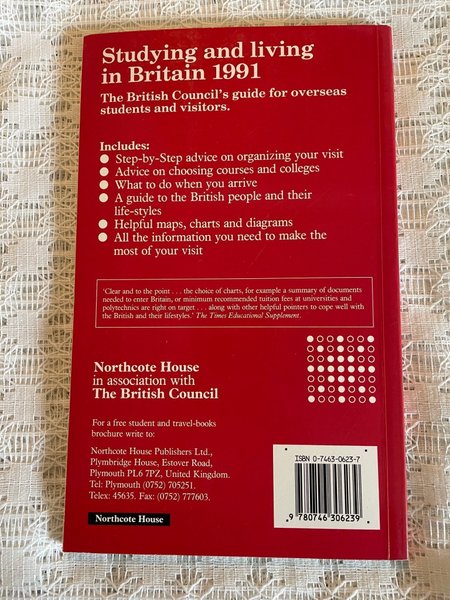 Studying and living
in Britain 1991
The British Council's guide for overseas
students and visitors.
Includes:
● Step-by-Step advice on organizing your visit
● Advice on choosing courses and colleges
● What to do when you arrive
● A guide to the British people and their
life-styles
● Helpful maps, charts and diagrams
● All the information you need to make the
most of your visit
'Clear and to the point . . . the choice of charts, for example a summary of documents
needed to enter Britain, or minimum recommended tuition fees at universities and
polytechnics are right on target . . . along with other helpful pointers to cope well with
the British and their lifestyles.' The Times Educational Supplement.
Northcote House
in association with
The British Council
For a free student and travel-books
brochure write to:
Northcote House Publishers Ltd.,
Plymbridge House, Estover Road,
Plymouth PL6 7PZ, United Kingdom.
Tel: Plymouth (0752) 705251.
Telex: 45635. Fax: (0752) 777603.
Northcote House
ISBN 0-7463-0623-7
9 780746 306239